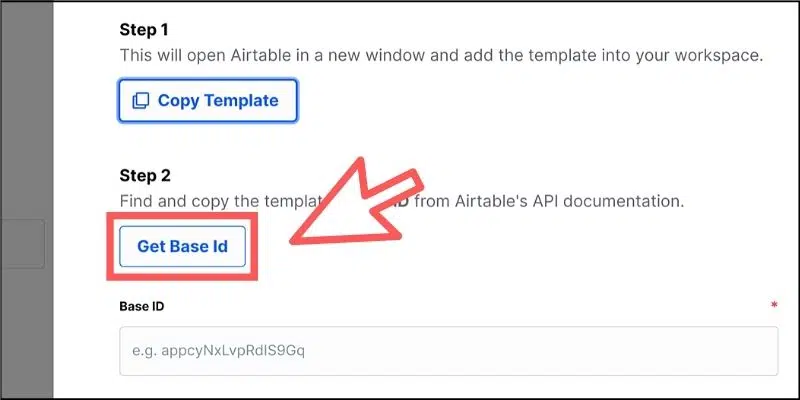 Step 1
This will open Airtable in a new window and add the template into your workspace.
Copy Template
Step 2
Find and copy the templat D from Airtable's API documentation.
Get Base Id
Base ID *
e.g. appcyNxLvpRdIS9Gq